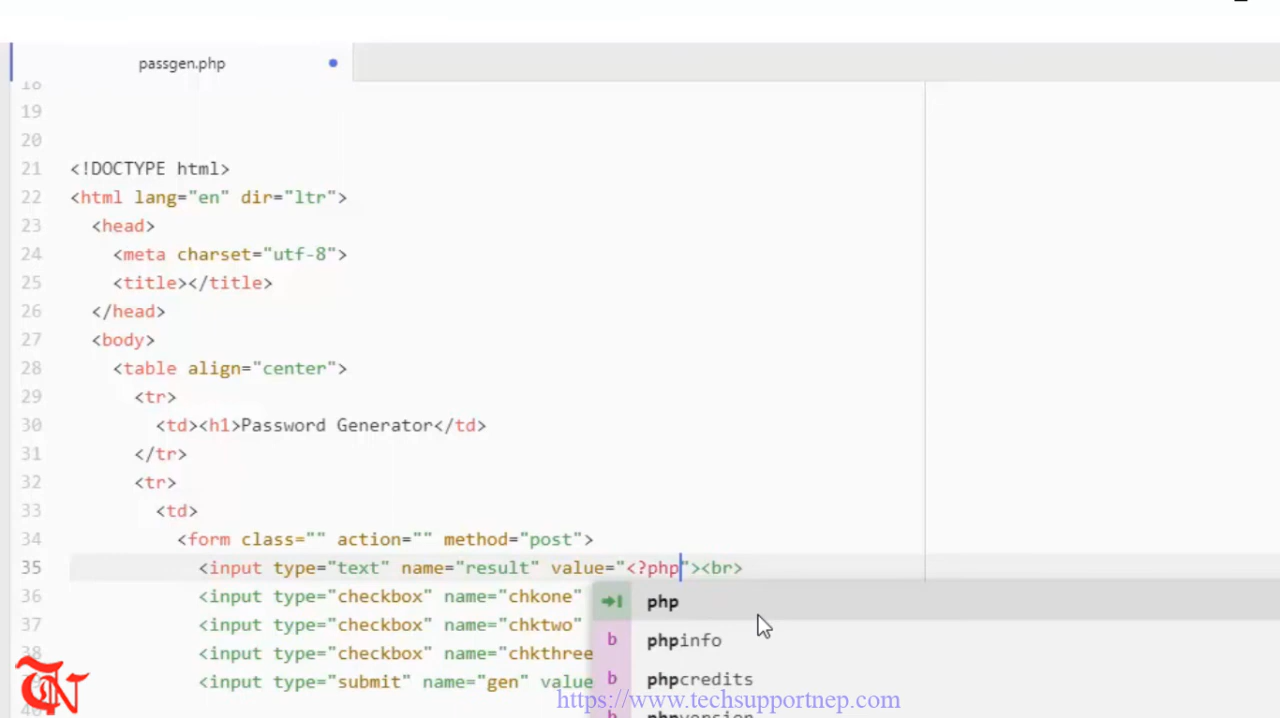 passgen.php
18
19
20
21 <!DOCTYPE html>
22 <html lang="en" dir="ltr">
23 <head>
24 <meta charset="utf-8">
25 <title></title>
26 </head>
27 <body>
28 <table align="center">
29 <tr>
30 <td><h1>Password Generator</td>
31 </tr>
32 <tr>
33 <td>
34 <form class="" action="" method="post">
35 <input type="text" name="result" value="<?php"><br>
36 <input type="checkbox" name="chkone"
php
37 <input type="checkbox" name="chktwo"
phpinfo
38 <input type="checkbox" name="chkthree
phpcredits
<input type="submit" name="gen" value
phpversion
https://www.techsupportnep.com
TN